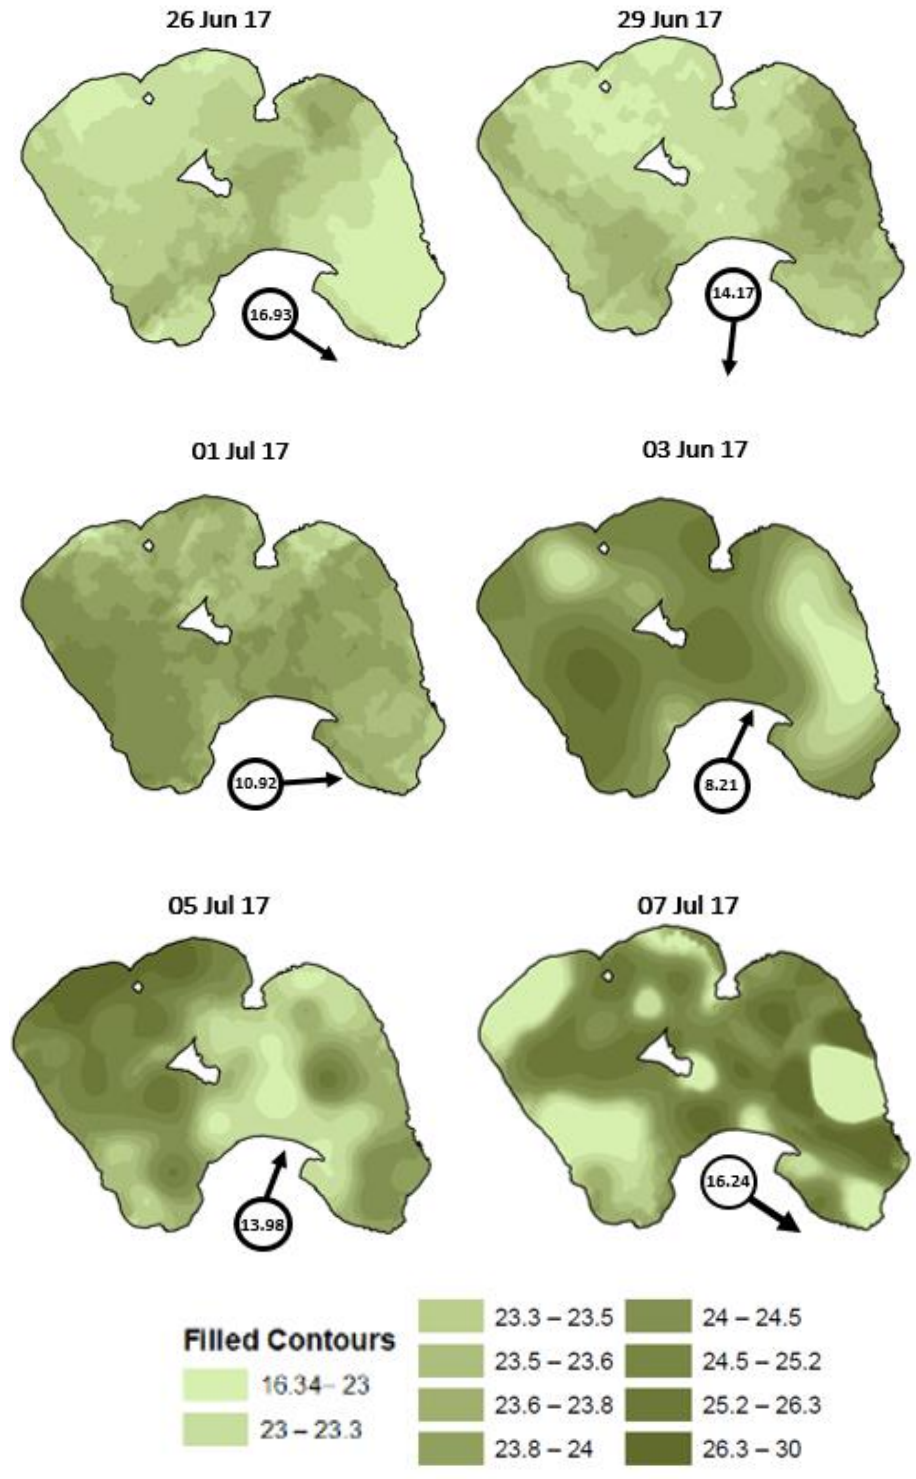 26 Jun 17
29 Jun 17
16.93
14.17
01 Jul 17
03 Jun 17
10.92
8.21
05 Jul 17
07 Jul 17
13.98
16.24
Filled Contours
16.34– 23
23 – 23.3
23.3 – 23.5
23.5 – 23.6
23.6 – 23.8
23.8 – 24
24 – 24.5
24.5 – 25.2
25.2 – 26.3
26.3 – 30